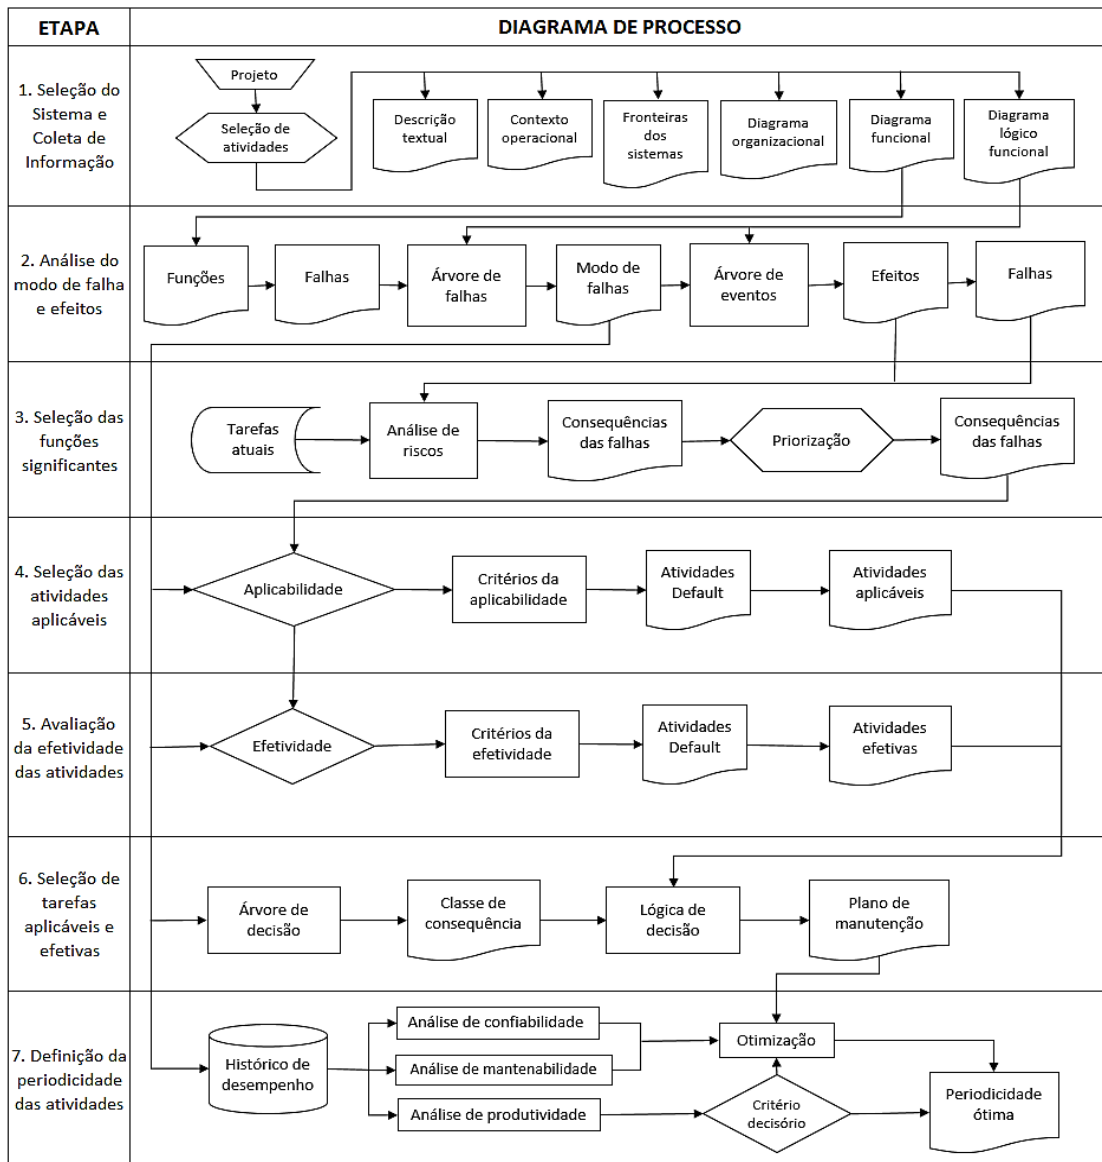 ETAPA
DIAGRAMA DE PROCESSO
1. Seleção do
Sistema e
Coleta de
Informação
Projeto
Seleção de
atividades
Descrição
textual
Contexto
operacional
Fronteiras
dos
sistemas
Diagrama
organizacional
Diagrama
funcional
Diagrama
lógico
funcional
2. Análise do
modo de falha
e efeitos
Funções
Falhas
Árvore de
falhas
Modo de
falhas
Árvore de
eventos
Efeitos
Falhas
3. Seleção das
funções
significantes
Tarefas
atuais
Análise de
riscos
Consequências
das falhas
Priorização
Consequências
das falhas
4. Seleção das
atividades
aplicáveis
Aplicabilidade
Critérios da
aplicabilidade
Atividades
Default
Atividades
aplicáveis
5. Avaliação
da efetividade
das atividades
Efetividade
Critérios da
efetividade
Atividades
Default
Atividades
efetivas
6. Seleção de
tarefas
aplicáveis e
efetivas
Árvore de
decisão
Classe de
consequência
Lógica de
decisão
Plano de
manutenção
7. Definição da
periodicidade
das atividades
Histórico de
desempenho
Análise de confiabilidade
Análise de mantenabilidade
Análise de produtividade
Otimização
Critério
decisório
Periodicidade
ótima